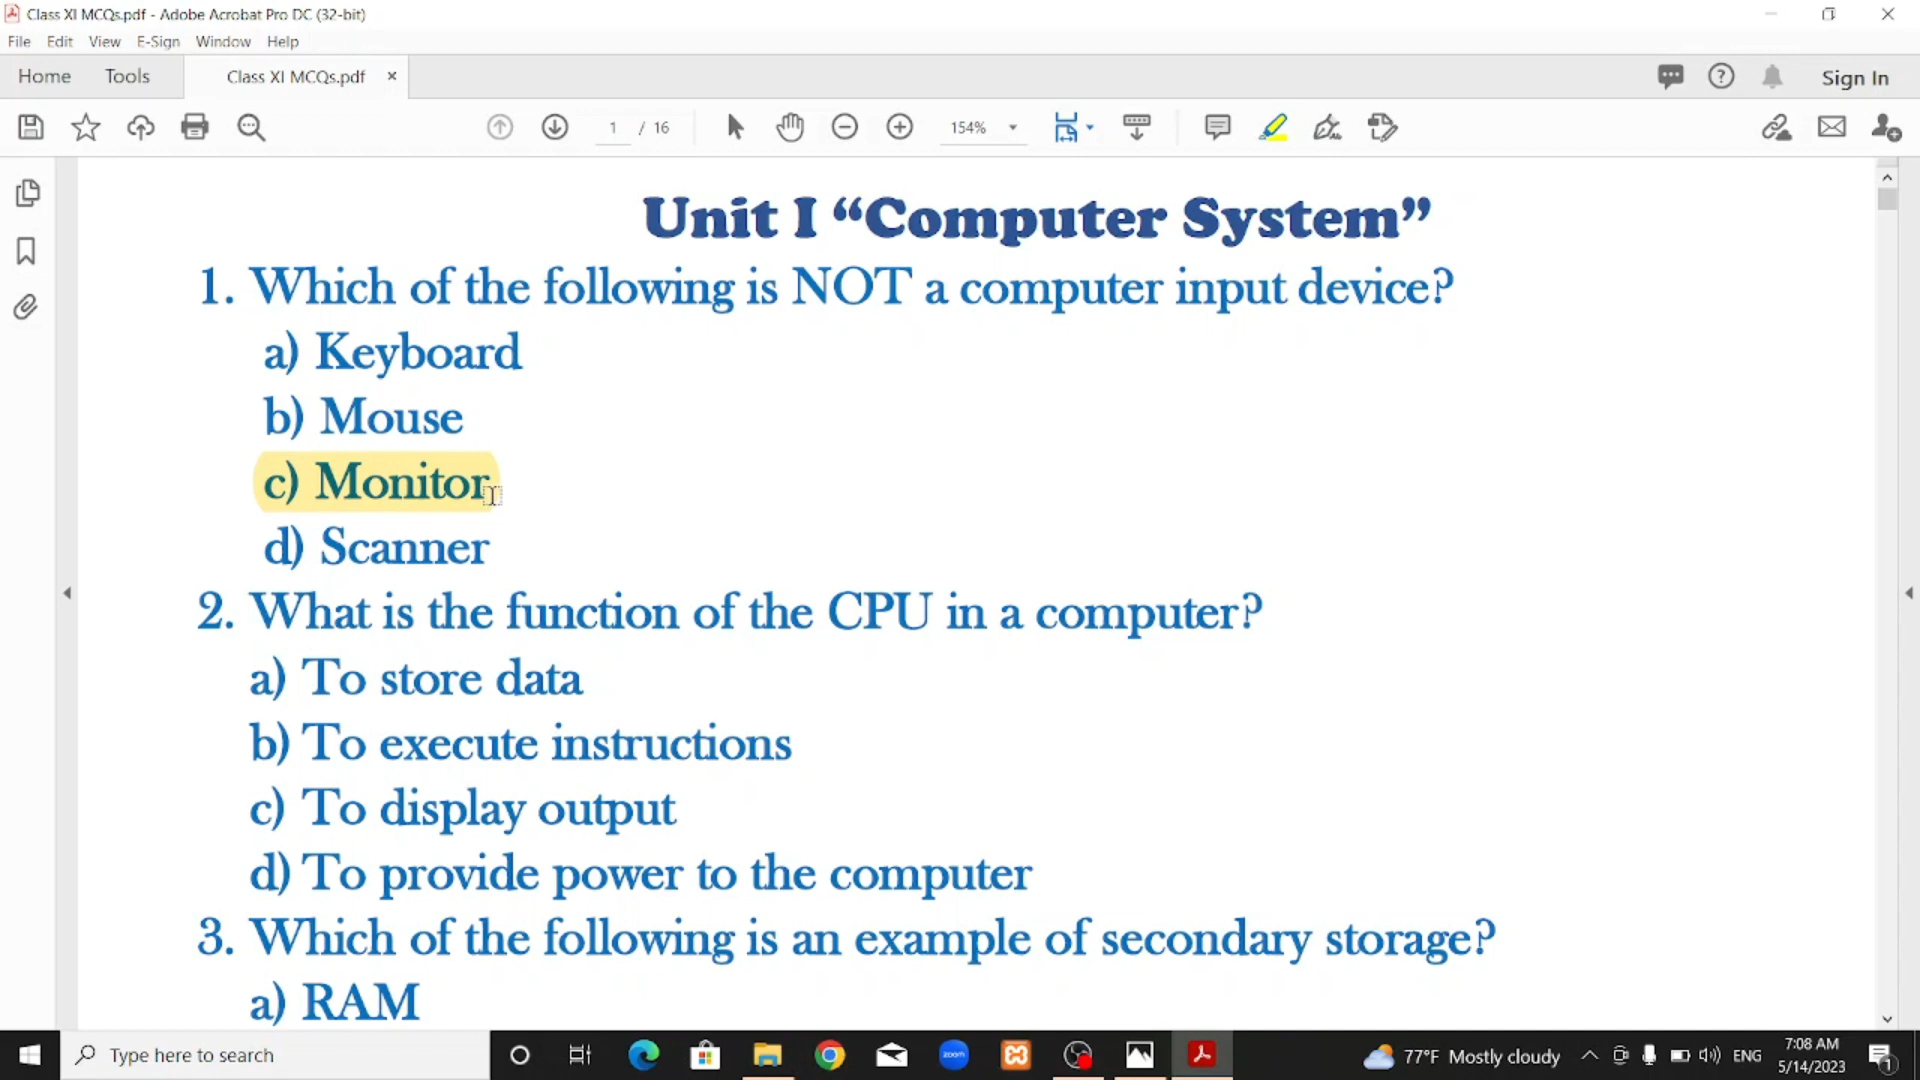 Class XI MCQs.pdf - Adobe Acrobat Pro DC (32-bit)
File Edit View E-Sign Window Help
Home Tools Class XI MCQs.pdf × Sign In
1 / 16 154%
Unit I “Computer System”
1. Which of the following is NOT a computer input device?
a) Keyboard
b) Mouse
c) Monitor
d) Scanner
2. What is the function of the CPU in a computer?
a) To store data
b) To execute instructions
c) To display output
d) To provide power to the computer
3. Which of the following is an example of secondary storage?
a) RAM
Type here to search zoom 77°F Mostly cloudy ENG 7:08 AM
5/14/2023 1